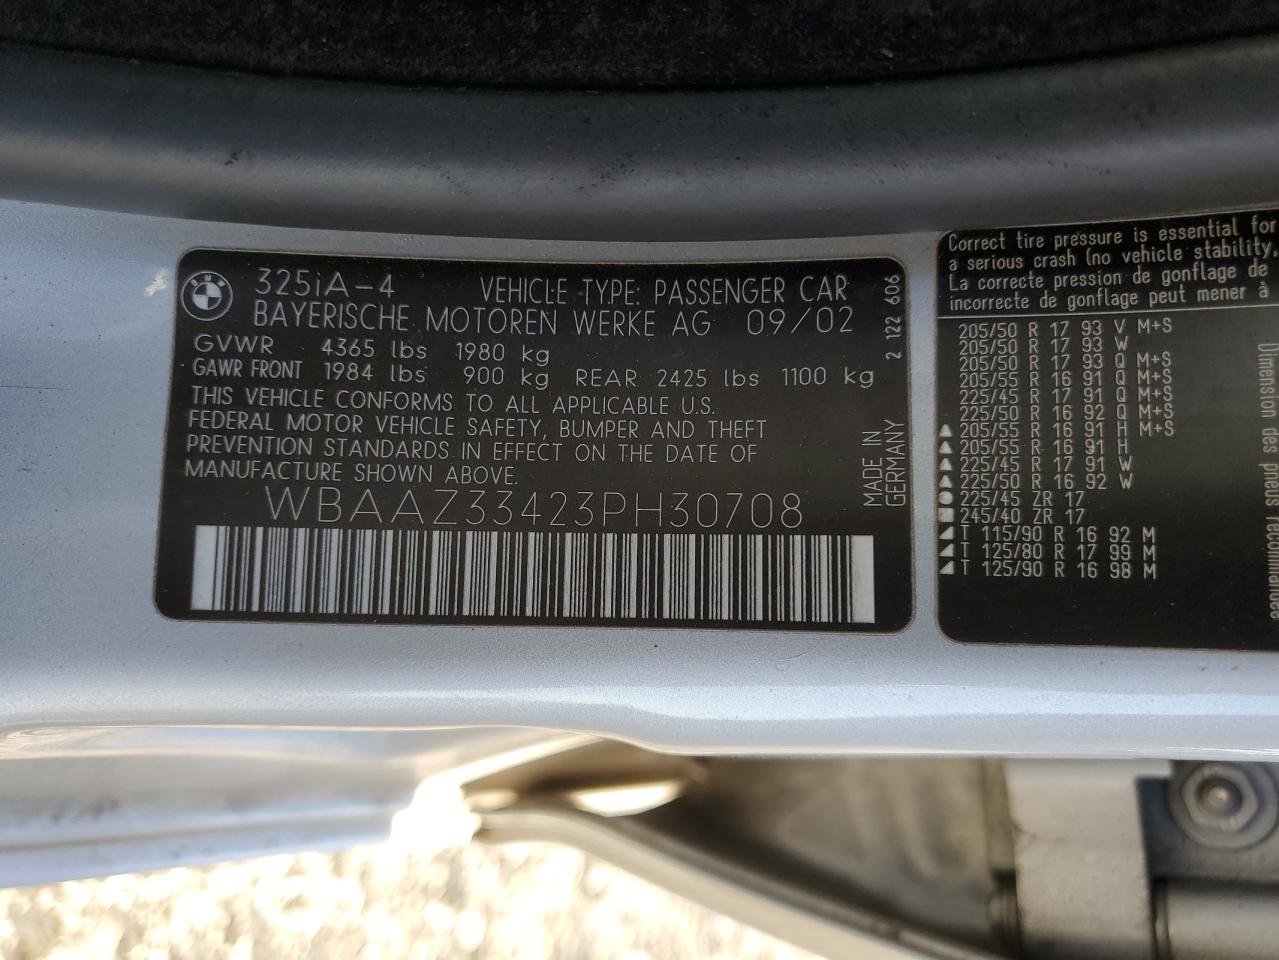 325iA-4 VEHICLE TYPE: PASSENGER CAR
BAYERISCHE MOTOREN WERKE AG 09/02
GVWR 4365 lbs 1980 kg
GAWR FRONT 1984 lbs 900 kg REAR 2425 lbs 1100 kg
THIS VEHICLE CONFORMS TO ALL APPLICABLE U.S.
FEDERAL MOTOR VEHICLE SAFETY, BUMPER AND THEFT
PREVENTION STANDARDS IN EFFECT ON THE DATE OF
MANUFACTURE SHOWN ABOVE.
WBAAZ33423PH30708
2 122 606
MADE IN
GERMANY
Correct tire pressure is essential for
a serious crash (no vehicle stability,
La correcte pression de gonflage de
incorrecte de gonflage peut mener à
205/50 R 17 93 V M+S
205/50 R 17 93 W
205/50 R 17 93 Q M+S
205/55 R 16 91 Q M+S
225/45 R 17 91 Q M+S
225/50 R 16 92 Q M+S
205/55 R 16 91 H M+S
205/55 R 16 91 H
225/45 R 17 91 W
225/50 R 16 92 W
225/45 ZR 17
245/40 ZR 17
T 115/90 R 16 92 M
T 125/80 R 17 99 M
T 125/90 R 16 98 M
Dimension des pneus recommandée